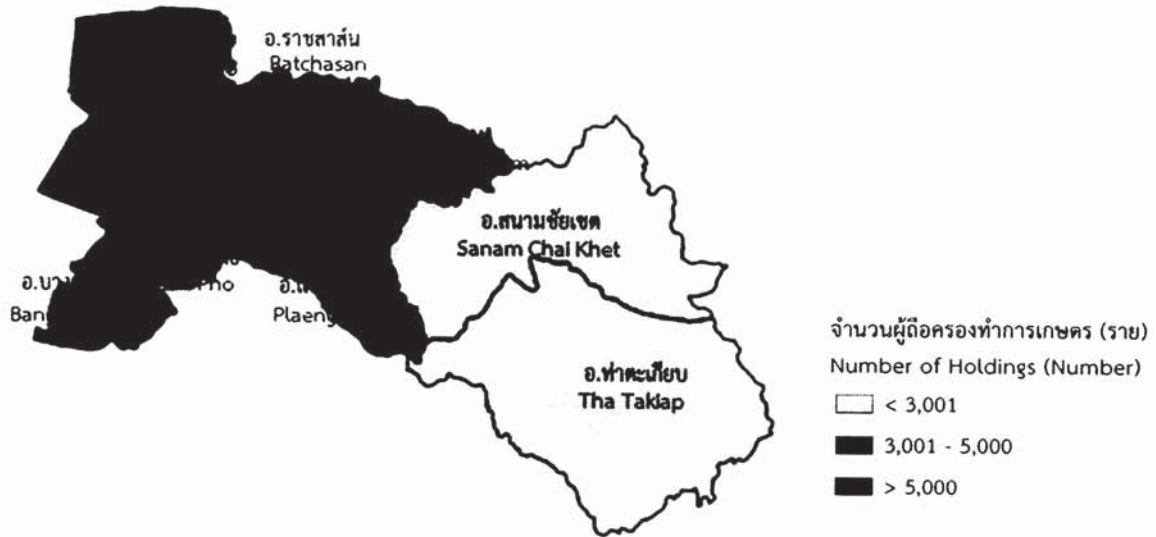 อ.ราชสาส์น
Ratchasan
อ.สนามชัยเขต
Sanam Chai Khet
อ.ท่าตะเกียบ
Tha Takiap
Plaeng
จำนวนผู้ถือครองทำการเกษตร (ราย)
Number of Holdings (Number)
< 3,001
3,001 - 5,000
> 5,000